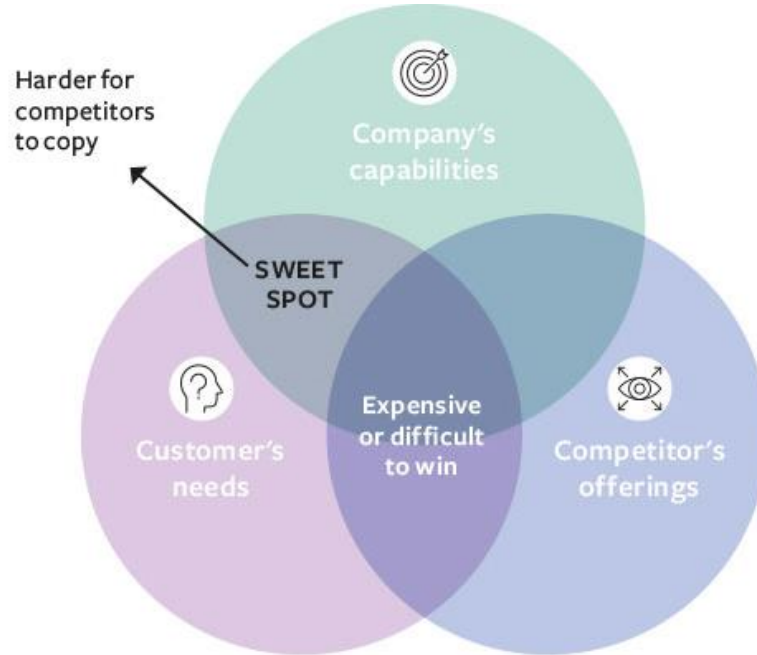 Harder for
competitors
to copy
Company's
capabilities
SWEET
SPOT
Expensive
or difficult
to win
Customer's
needs
Competitor's
offerings